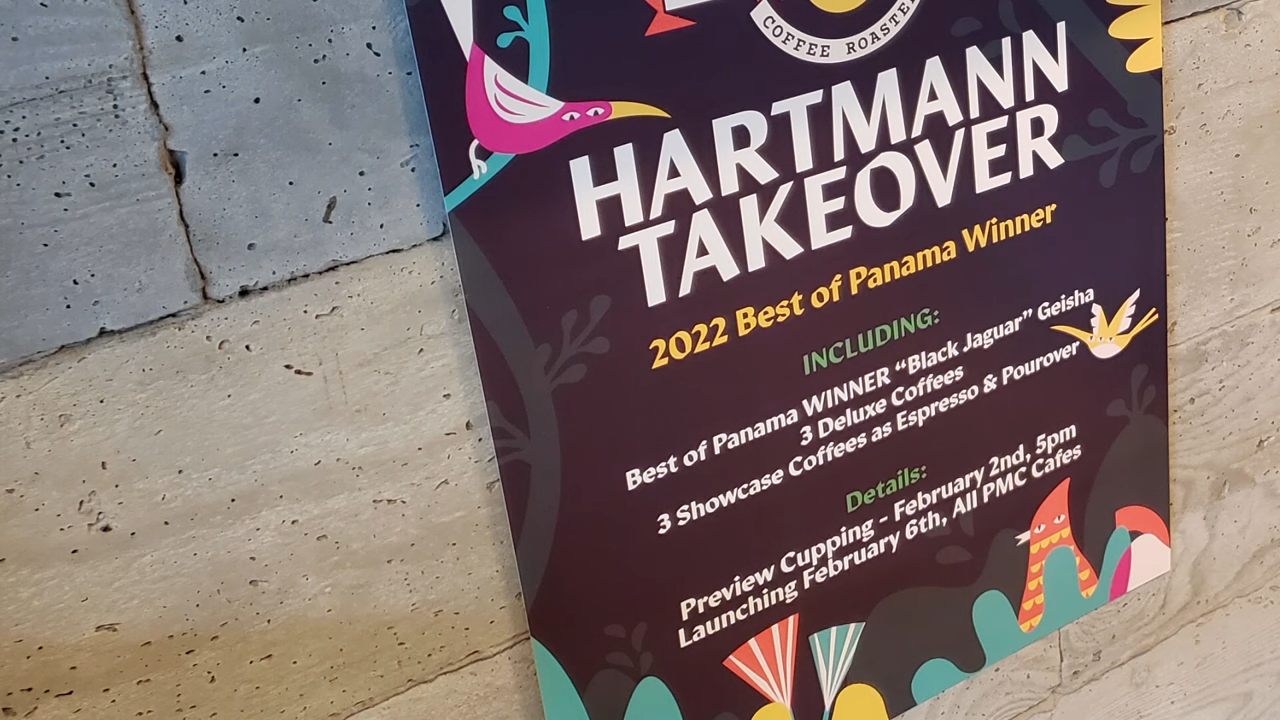 COFFEE ROASTE
HARTMANN
TAKEOVER
2022 Best of Panama Winner
INCLUDING:
Best of Panama WINNER “Black Jaguar” Geisha
3 Deluxe Coffees
3 Showcase Coffees as Espresso & Pourover
Details:
Preview Cupping - February 2nd, 5pm
Launching February 6th, All PMC Cafes